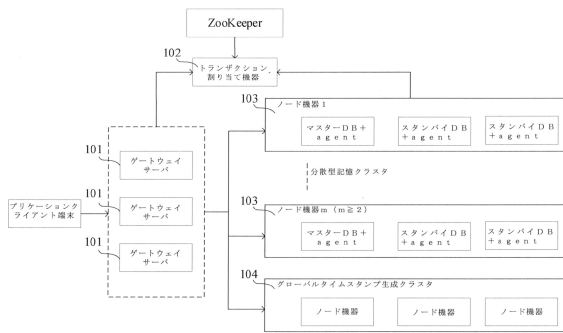 ZooKeeper
102
トランザクション
割り当て機器
103
ノード機器1
マスターDB+
agent
スタンバイDB
+agent
スタンバイDB
+agent
101
ゲートウェイ
サーバ
分散型記憶クラスタ
プリケーションク
ライアント端末
101
ゲートウェイ
サーバ
103
ノード機器m（m≧2）
マスターDB+
agent
スタンバイDB
+agent
スタンバイDB
+agent
101
ゲートウェイ
サーバ
104
グローバルタイムスタンプ生成クラスタ
ノード機器
ノード機器
ノード機器